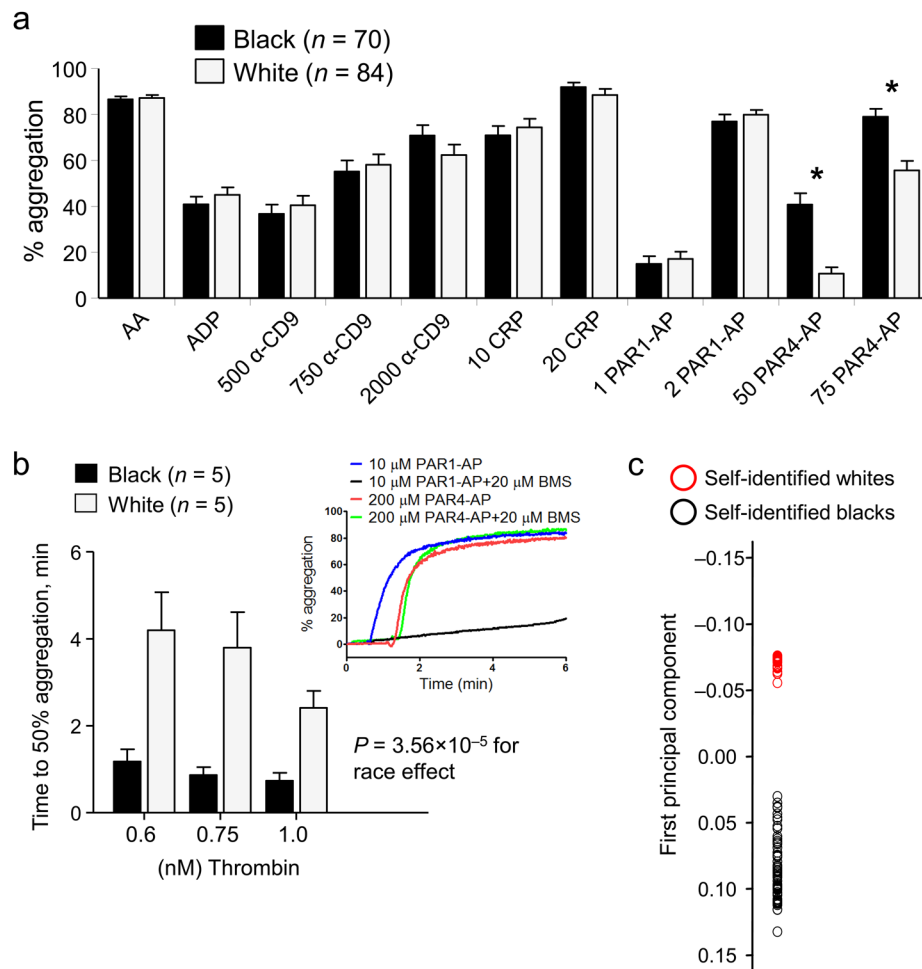 a
Black (n = 70)
White (n = 84)
% aggregation
100
80
60
40
20
0
*
*
AA
ADP
500 α-CD9
750 α-CD9
2000 α-CD9
10 CRP
20 CRP
1 PAR1-AP
2 PAR1-AP
50 PAR4-AP
75 PAR4-AP
b
Black (n = 5)
White (n = 5)
Time to 50% aggregation, min
6
4
2
0
0.6
0.75
1.0
(nM) Thrombin
10 μM PAR1-AP
10 μM PAR1-AP+20 μM BMS
200 μM PAR4-AP
200 μM PAR4-AP+20 μM BMS
% aggregation
100
80
60
40
20
0
0
2
4
6
Time (min)
P = 3.56×10⁻⁵ for
race effect
c
Self-identified whites
Self-identified blacks
First principal component
–0.15
–0.10
–0.05
0.00
0.05
0.10
0.15